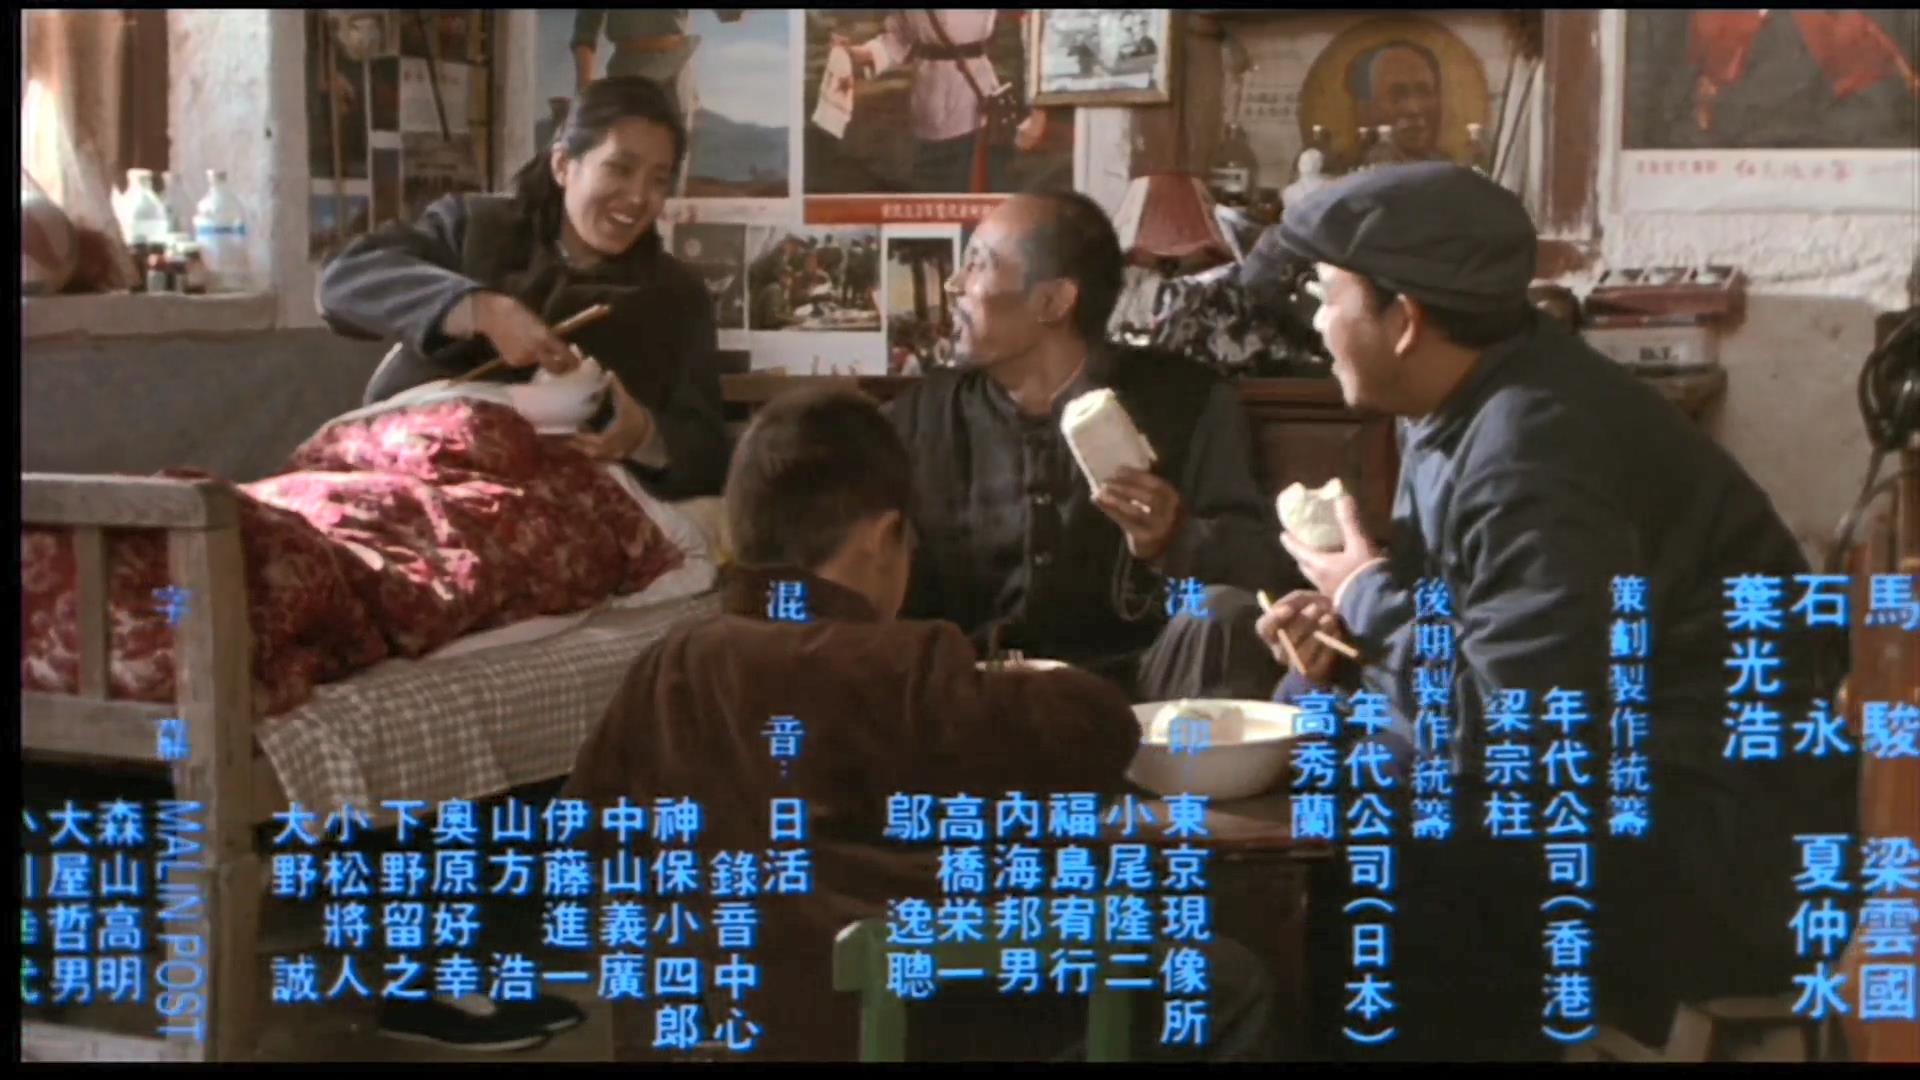 馬駿 梁雲國
石永 夏仲水
葉光浩
策劃製作統籌
年代公司(香港)
梁宗柱
後期製作統籌
年代公司(日本)
高秀蘭
洗印:東京現像所
小尾隆二
福島宥行
內海邦男
高橋栄一
鄔逸聰
混音:日活
錄音中心
神保小四郎
中山義廣
伊藤進一
山方浩
奥原好幸
下野留之
小松將人
大野誠
字幕 MALIN POST
森山高明
大屋哲男